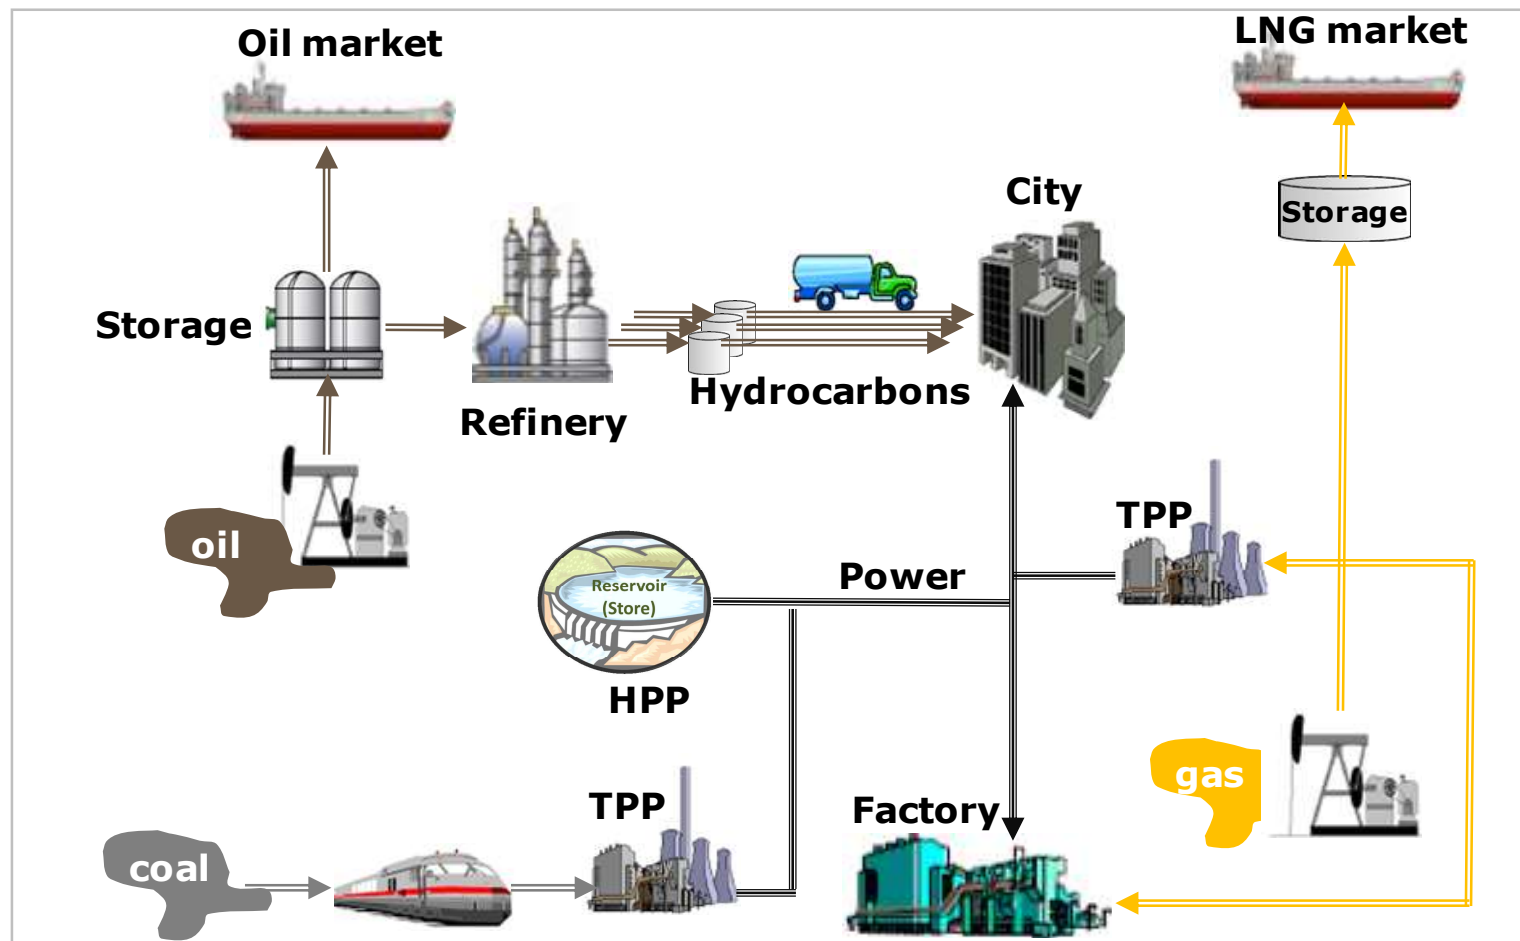 Oil market
LNG market
City
Storage
Storage
Hydrocarbons
Refinery
TPP
oil
Power
Reservoir
(Store)
HPP
gas
TPP
Factory
coal